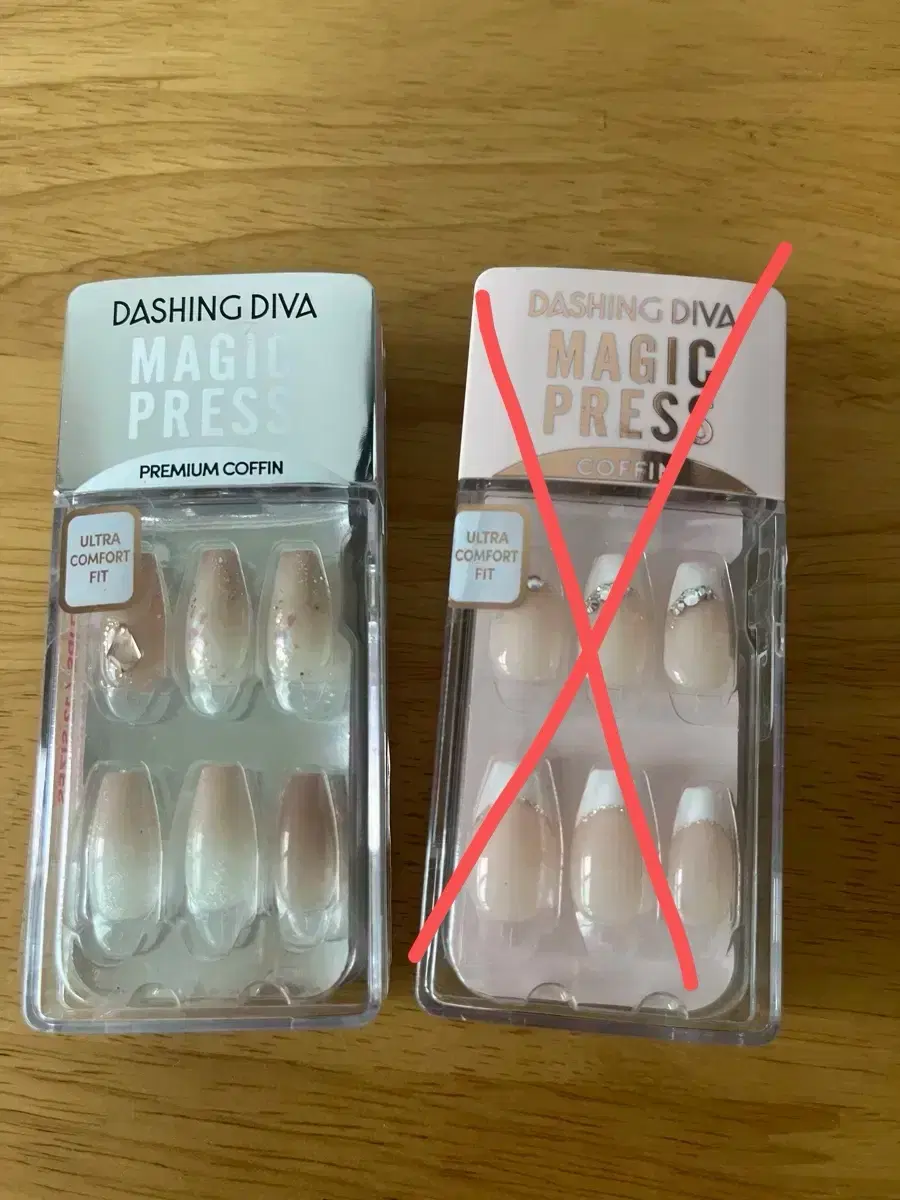 DASHING DIVA
MAGIC
PRESS
PREMIUM COFFIN
ULTRA
COMFORT
FIT
DASHING DIVA
MAGIC
PRESS
COFFIN
ULTRA
COMFORT
FIT